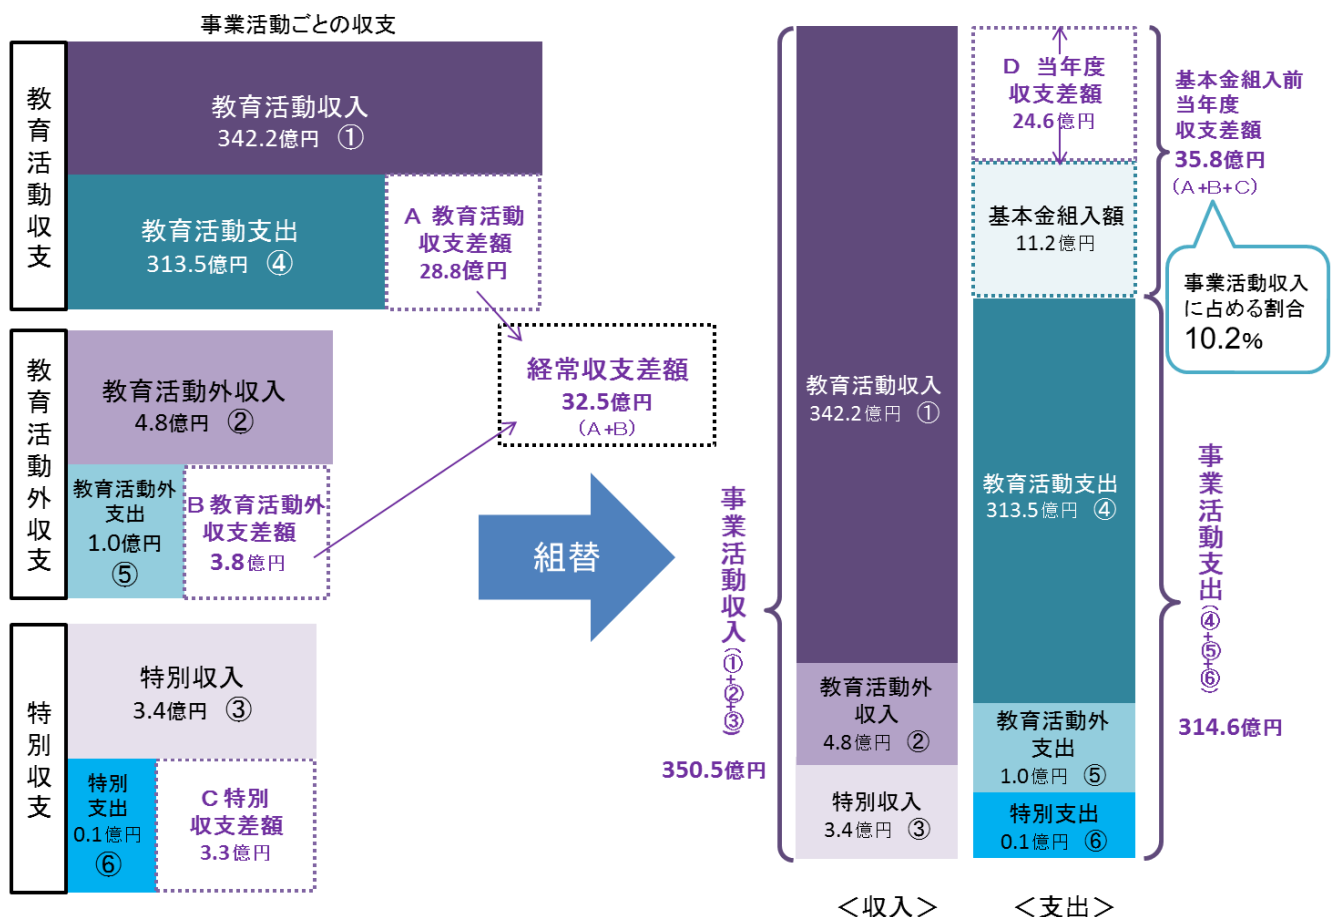 事業活動ごとの収支
教育活動収支
教育活動収入
342.2億円 ①
教育活動支出
313.5億円 ④
A 教育活動
収支差額
28.8億円
教育活動外収支
教育活動外収入
4.8億円 ②
教育活動外
支出
1.0億円
⑤
B 教育活動外
収支差額
3.8億円
経常収支差額
32.5億円
（A+B）
特別収支
特別収入
3.4億円 ③
特別
支出
0.1億円
⑥
C 特別
収支差額
3.3億円
組替
事業活動収入（①+②+③）
350.5億円
教育活動収入
342.2億円 ①
教育活動外
収入
4.8億円 ②
特別収入
3.4億円 ③
＜収入＞
D 当年度
収支差額
24.6億円
基本金組入額
11.2億円
教育活動支出
313.5億円 ④
教育活動外
支出
1.0億円 ⑤
特別支出
0.1億円 ⑥
＜支出＞
基本金組入前
当年度
収支差額
35.8億円
（A+B+C）
事業活動収入
に占める割合
10.2%
事業活動支出（④+⑤+⑥）
314.6億円